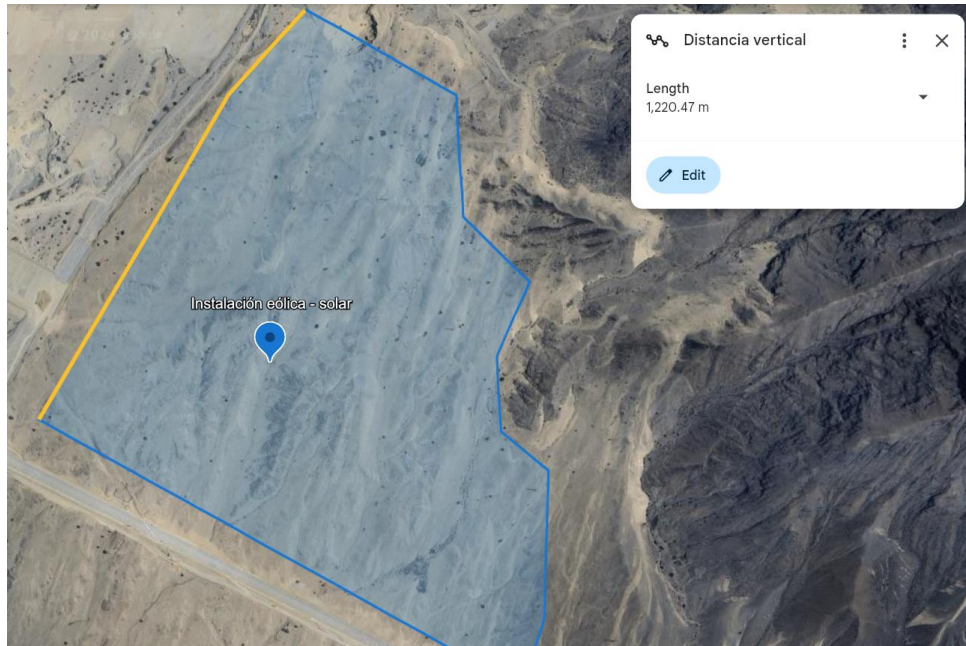 Distancia vertical
Length
1,220.47 m
Edit
Instalación eólica - solar